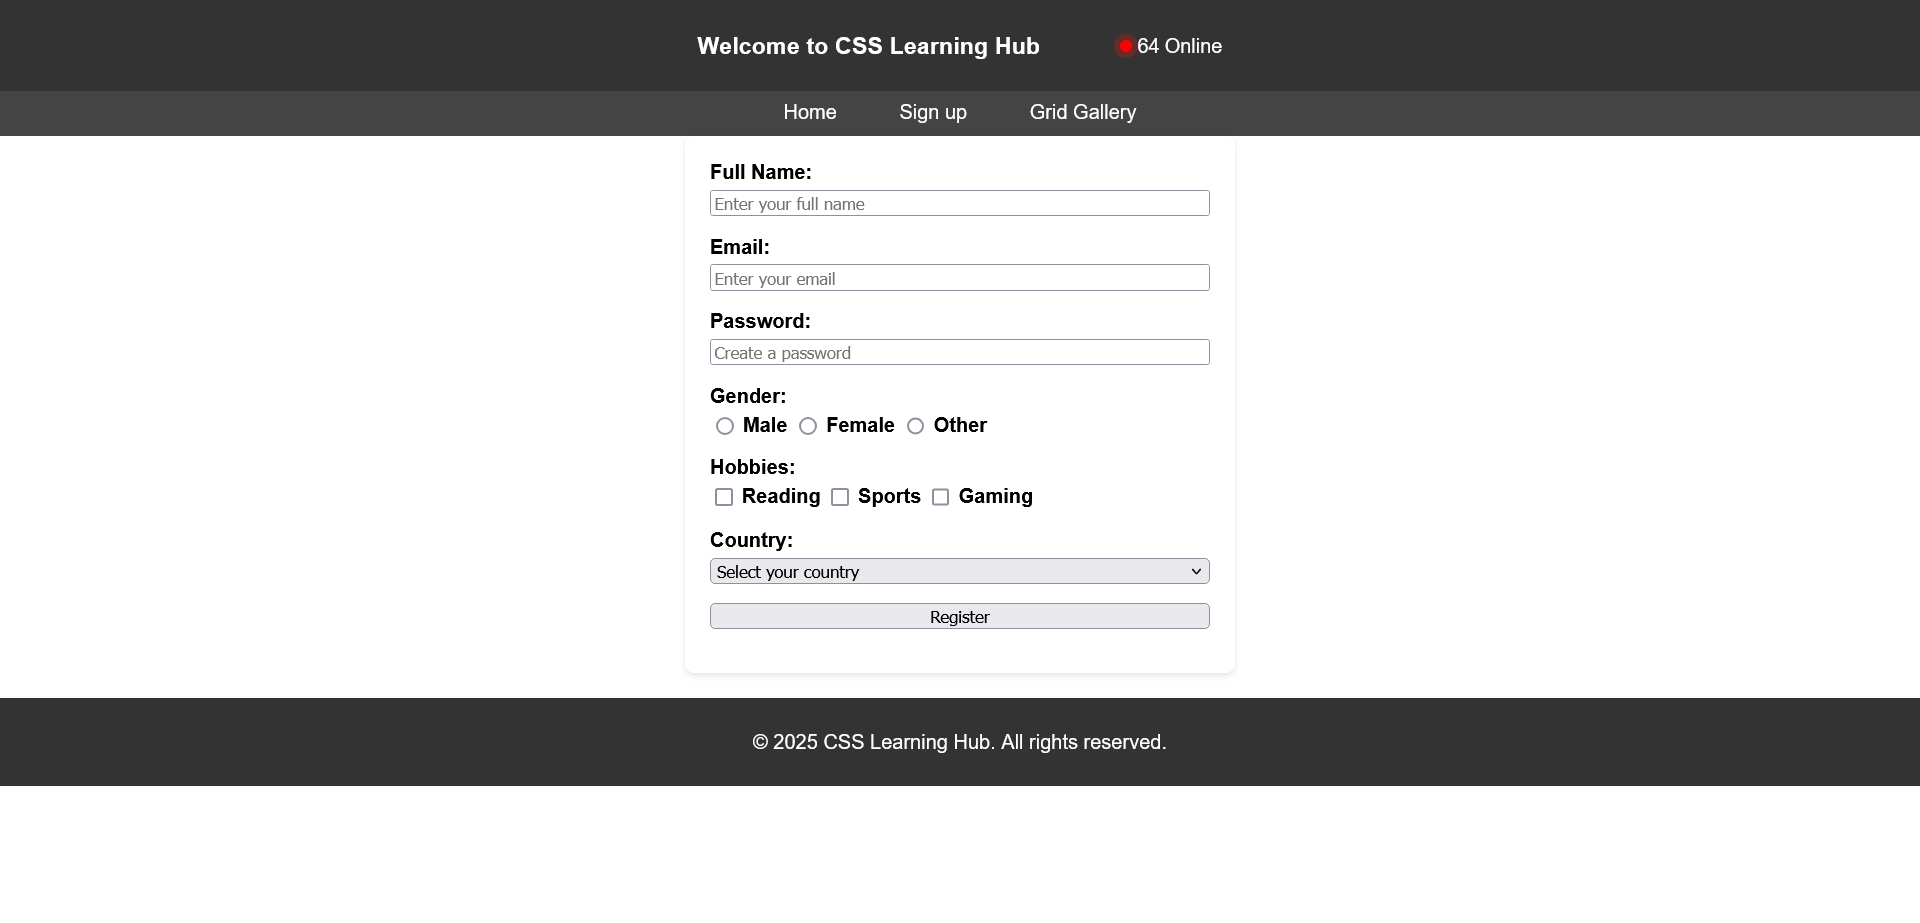 Welcome to CSS Learning Hub
64 Online
Home Sign up Grid Gallery
Full Name:
Enter your full name
Email:
Enter your email
Password:
Create a password
Gender:
Male Female Other
Hobbies:
Reading Sports Gaming
Country:
Select your country
Register
© 2025 CSS Learning Hub. All rights reserved.